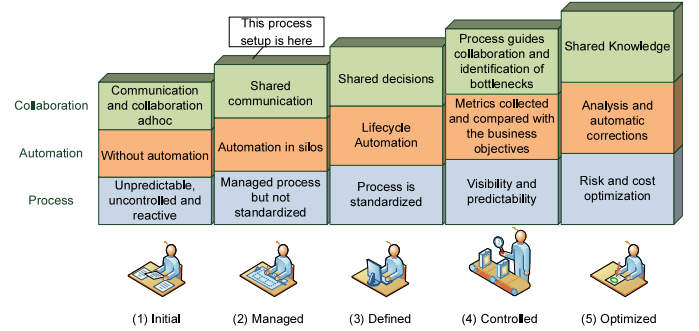 This process
setup is here
Collaboration
Automation
Process
Communication
and collaboration
adhoc
Without automation
Unpredictable,
uncontrolled and
reactive
(1) Initial
Shared
communication
Automation in silos
Managed process
but not
standardized
(2) Managed
Shared decisions
Lifecycle
Automation
Process is
standardized
(3) Defined
Process guides
collaboration and
identification of
bottlenecks
Metrics collected
and compared with
the business
objectives
Visibility and
predictability
(4) Controlled
Shared Knowledge
Analysis and
automatic
corrections
Risk and cost
optimization
(5) Optimized